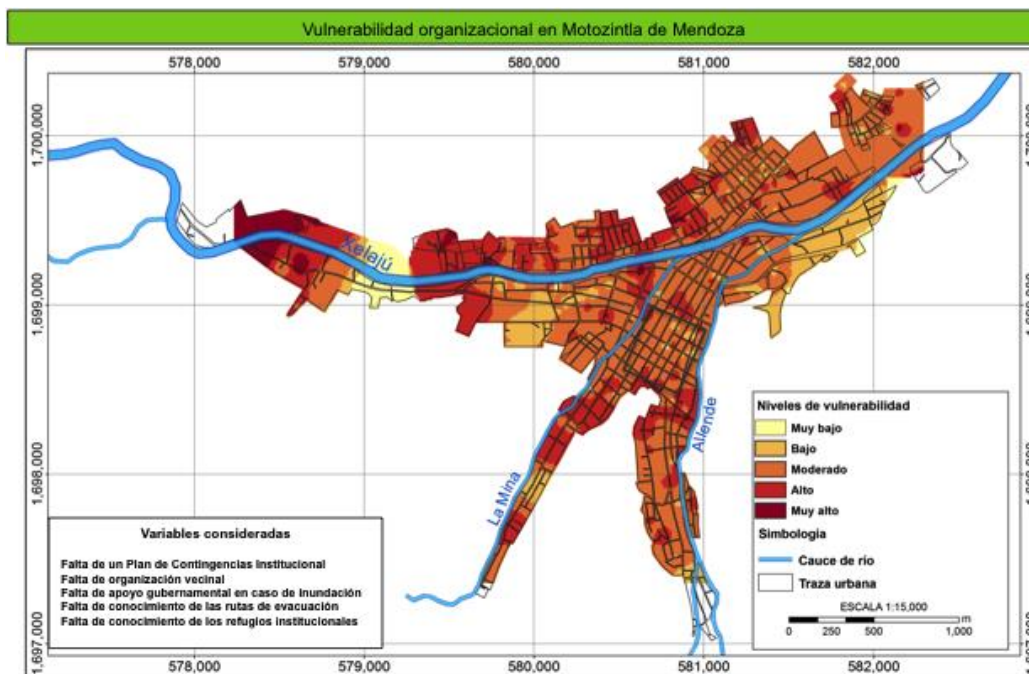 Vulnerabilidad organizacional en Motozintla de Mendoza
578,000 579,000 580,000 581,000 582,000
1,700,000
1,699,000
1,698,000
1,697,000
Xelajú
La Mina
Allende
Niveles de vulnerabilidad
Muy bajo
Bajo
Moderado
Alto
Muy alto
Simbología
Cauce de río
Traza urbana
ESCALA 1:15,000
0 250 500 1,000 m
Variables consideradas
Falta de un Plan de Contingencias Institucional
Falta de organización vecinal
Falta de apoyo gubernamental en caso de inundación
Falta de conocimiento de las rutas de evacuación
Falta de conocimiento de los refugios institucionales
578,000 579,000 580,000 581,000 582,000